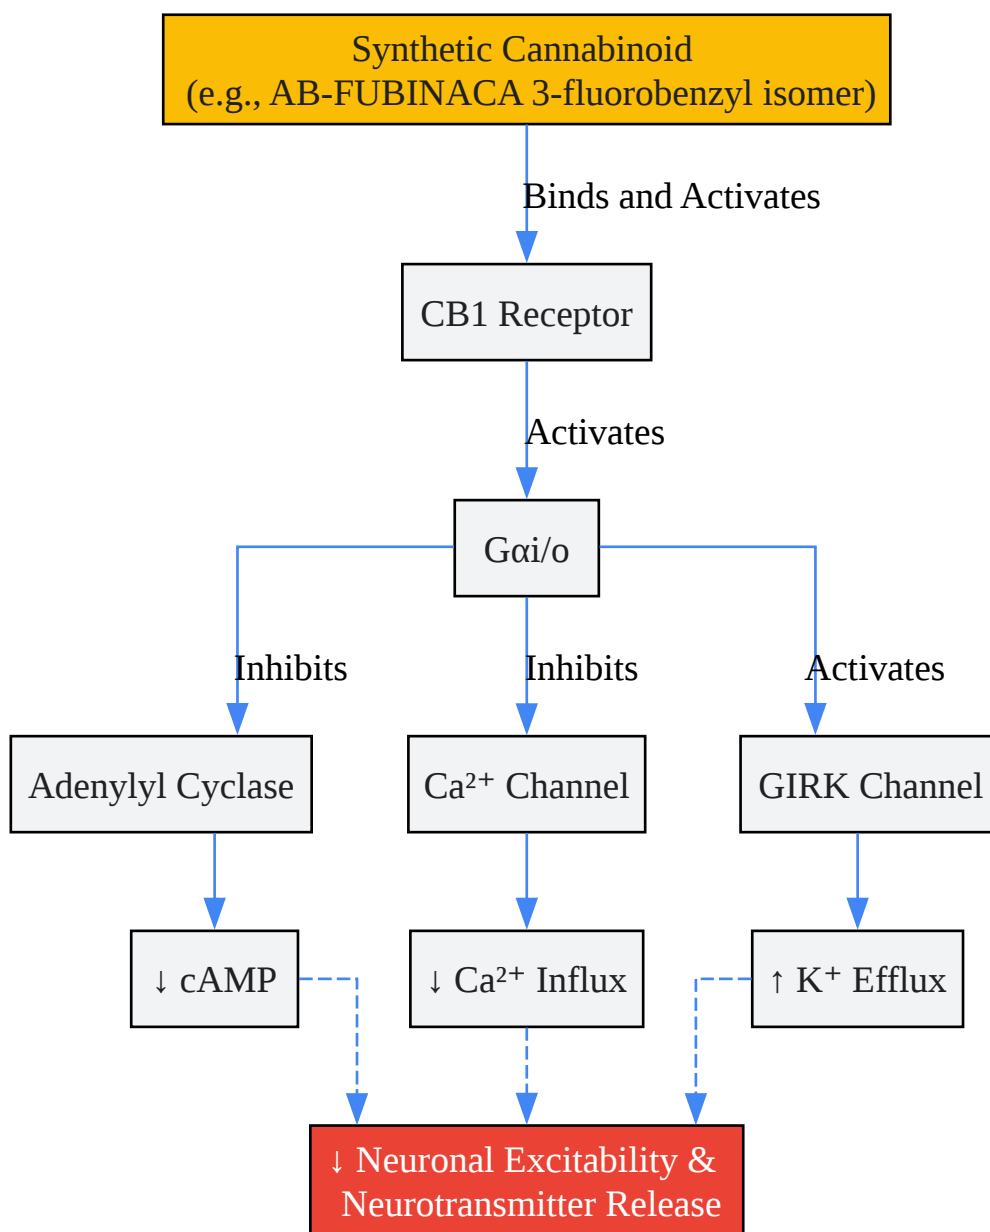 Synthetic Cannabinoid
(e.g., AB-FUBINACA 3-fluorobenzyl isomer)
Binds and Activates
CB1 Receptor
Activates
Gαi/o
Inhibits
Inhibits
Activates
Adenylyl Cyclase
Ca²⁺ Channel
GIRK Channel
↓ cAMP
↓ Ca²⁺ Influx
↑ K⁺ Efflux
↓ Neuronal Excitability &
Neurotransmitter Release